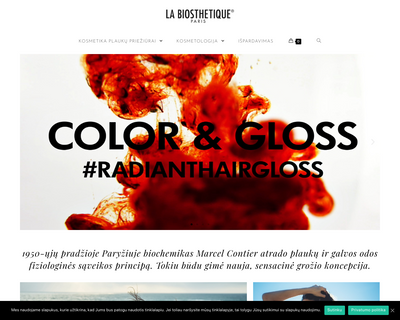 LA BIOSTHETIQUE®
PARIS
KOSMETIKA PLAUKŲ PRIEŽIŪRAI
KOSMETOLOGIJA
IŠPARDAVIMAS
0
COLOR & GLOSS
#RADIANTHAIRGLOSS
1950-ųjų pradžioje Paryžiuje biochemikas Marcel Contier atrado plaukų ir galvos odos
fiziologinės sąveikos principą. Tokiu būdu gimė nauja, sensacinė grožio koncepcija.
Mes naudojame slapukus, kurie užtikrina, kad Jums bus patogu naudotis tinklalapiu. Jei toliau naršysite mūsų tinklalapyje, tai tolygu Jūsų sutikimui su slapukų naudojimu.
Sutinku
Privatumo politika